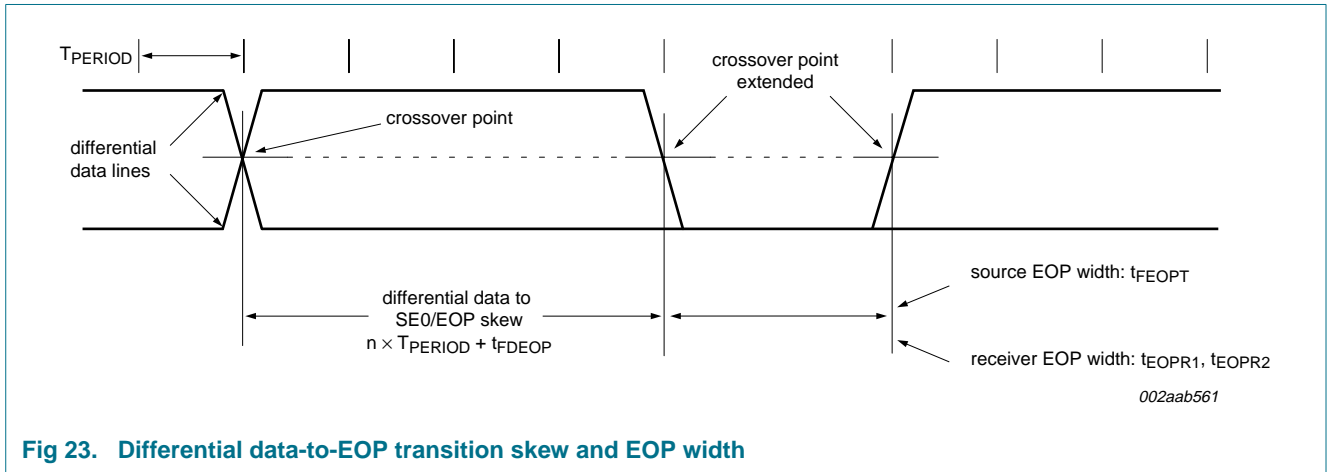 TPERIOD
crossover point
extended
crossover point
differential
data lines
differential data to
SE0/EOP skew
n × TPERIOD + tFDEOP
source EOP width: tFEOPT
receiver EOP width: tEOPR1, tEOPR2
002aab561
Fig 23. Differential data-to-EOP transition skew and EOP width